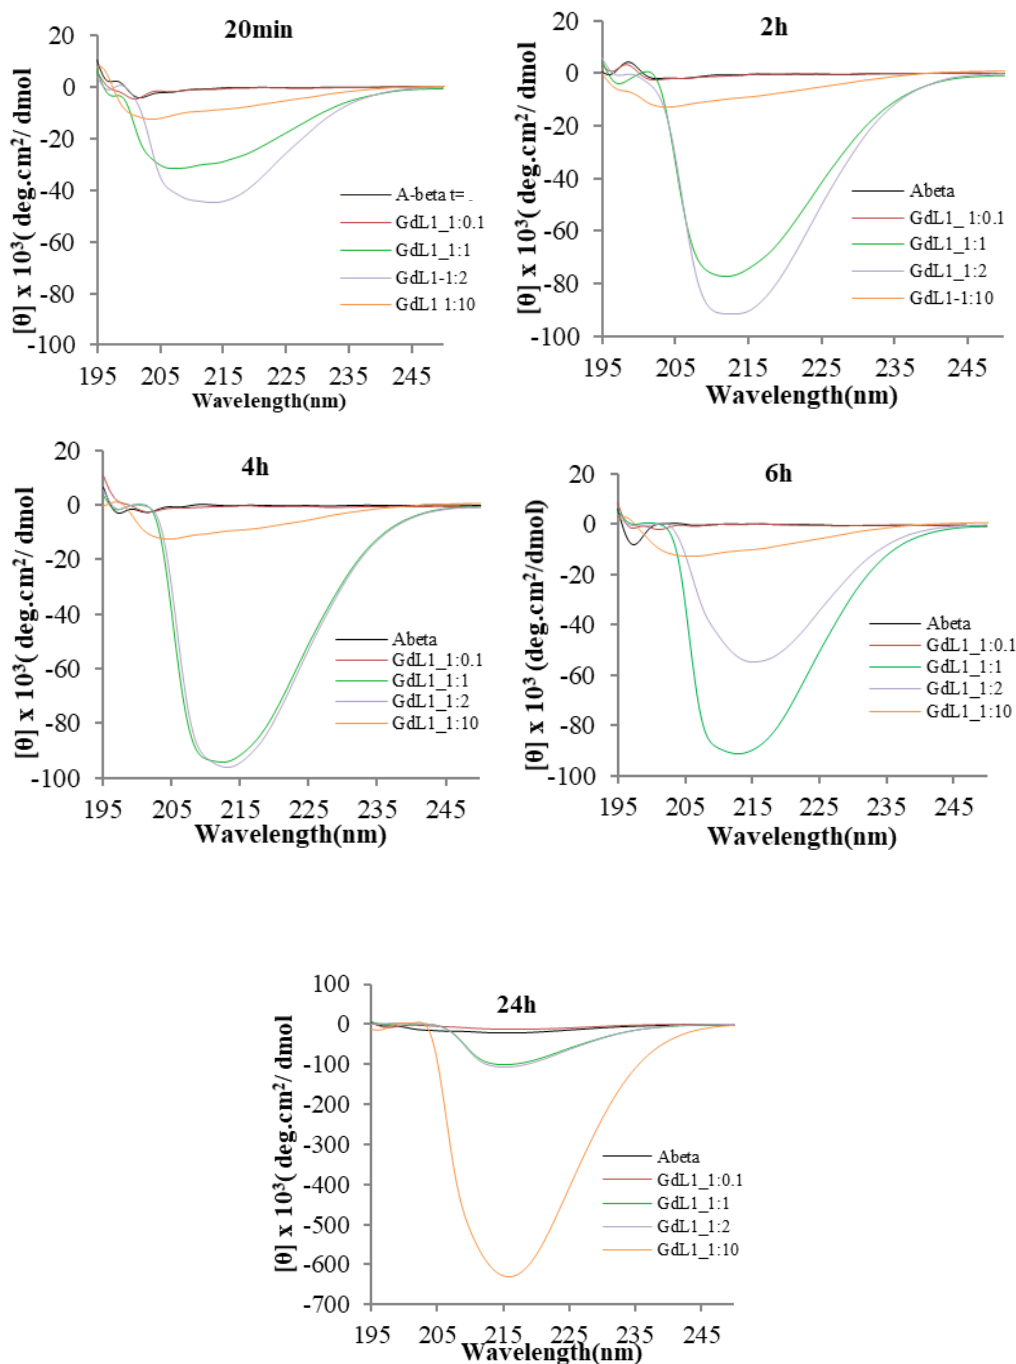 20min
20
0
-20
-40
-60
-80
-100
[θ] x 10³( deg.cm²/ dmol
195 205 215 225 235 245
Wavelength(nm)
A-beta t=
GdL1_1:0.1
GdL1_1:1
GdL1-1:2
GdL1 1:10
2h
20
0
-20
-40
-60
-80
-100
[θ] x 10³( deg.cm²/ dmol
195 205 215 225 235 245
Wavelength(nm)
Abeta
GdL1_ 1:0.1
GdL1_1:1
GdL1_1:2
GdL1-1:10
4h
20
0
-20
-40
-60
-80
-100
[θ] x 10³( deg.cm²/ dmol
195 205 215 225 235 245
Wavelength(nm)
Abeta
GdL1_1:0.1
GdL1_1:1
GdL1_1:2
GdL1_1:10
6h
20
0
-20
-40
-60
-80
-100
[θ] x 10³ (deg.cm²/dmol)
195 205 215 225 235 245
Wavelength(nm)
Abeta
GdL1_1:0.1
GdL1_1:1
GdL1_1:2
GdL1_1:10
24h
100
0
-100
-200
-300
-400
-500
-600
-700
[θ] x 10³( deg.cm²/ dmol
195 205 215 225 235 245
Wavelength(nm)
Abeta
GdL1_1:0.1
GdL1_1:1
GdL1_1:2
GdL1_1:10